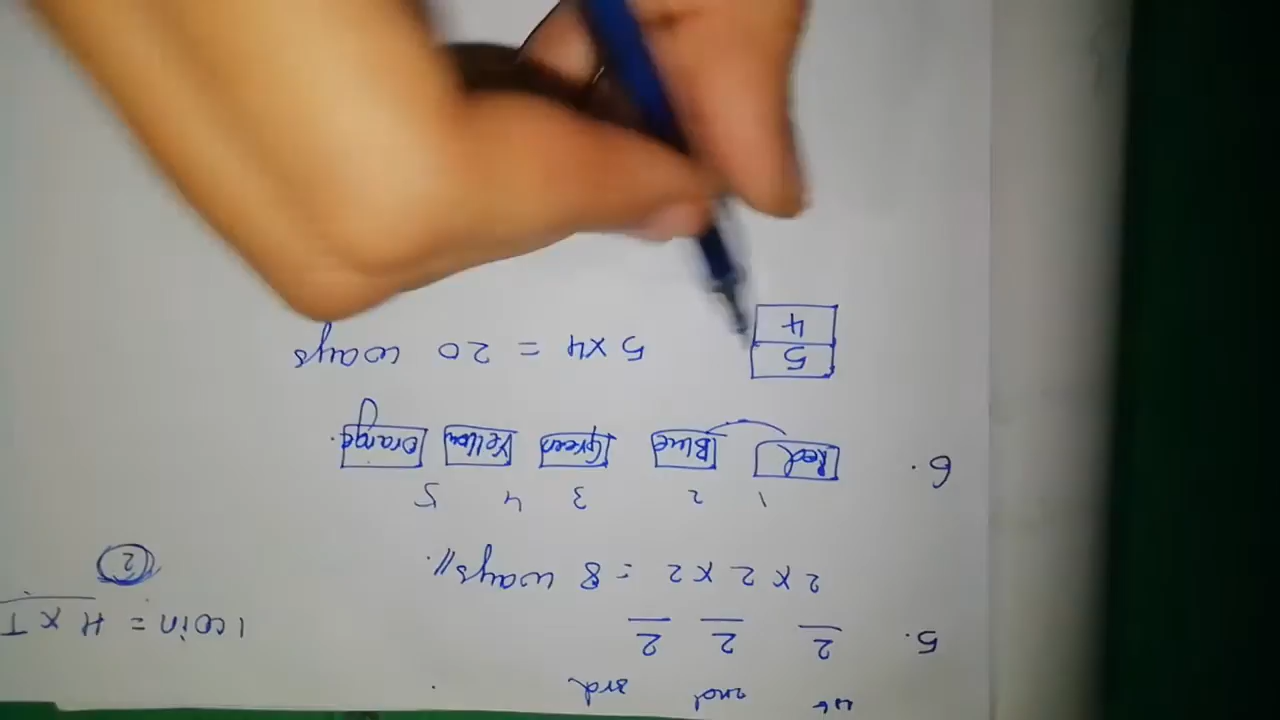 1st 2nd 3rd
5. 2 2 2
1 coin = H X T
2 x 2 x 2 = 8 ways //.
2
1 2 3 4 5
6. Red Blue Green Yellow Orange.
5
4
5 x 4 = 20 ways